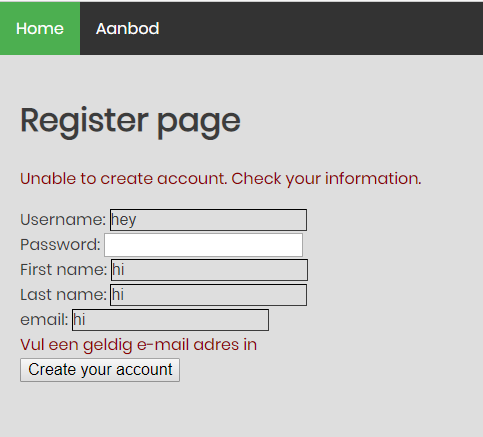 Home Aanbod
Register page
Unable to create account. Check your information.
Username: hey
Password:
First name: hi
Last name: hi
email: hi
Vul een geldig e-mail adres in
Create your account